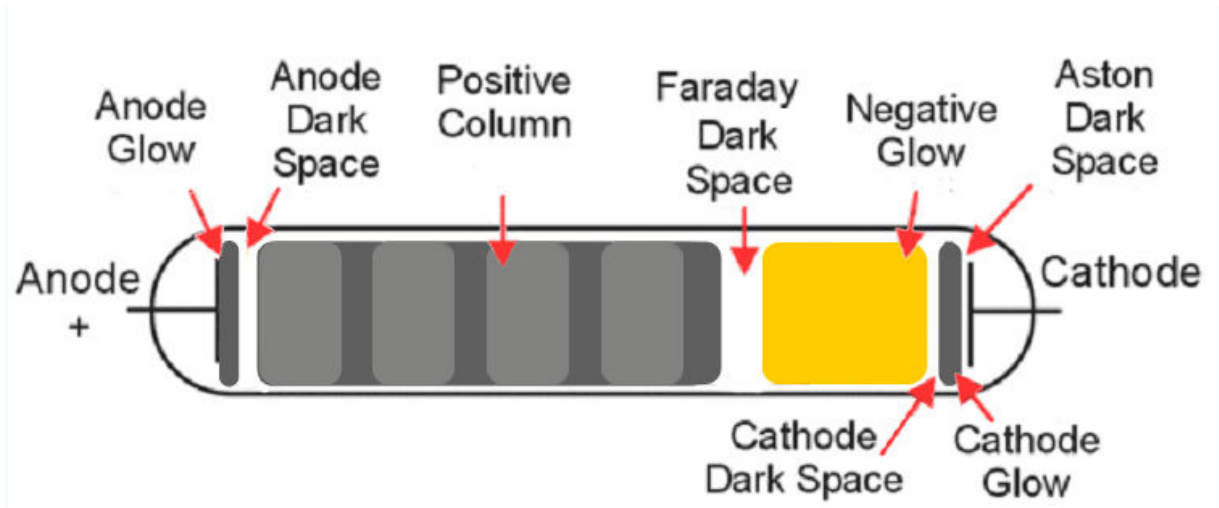 Anode
Glow
Anode
Dark
Space
Positive
Column
Faraday
Dark
Space
Negative
Glow
Aston
Dark
Space
Anode
+
Cathode
Cathode
Dark Space
Cathode
Glow